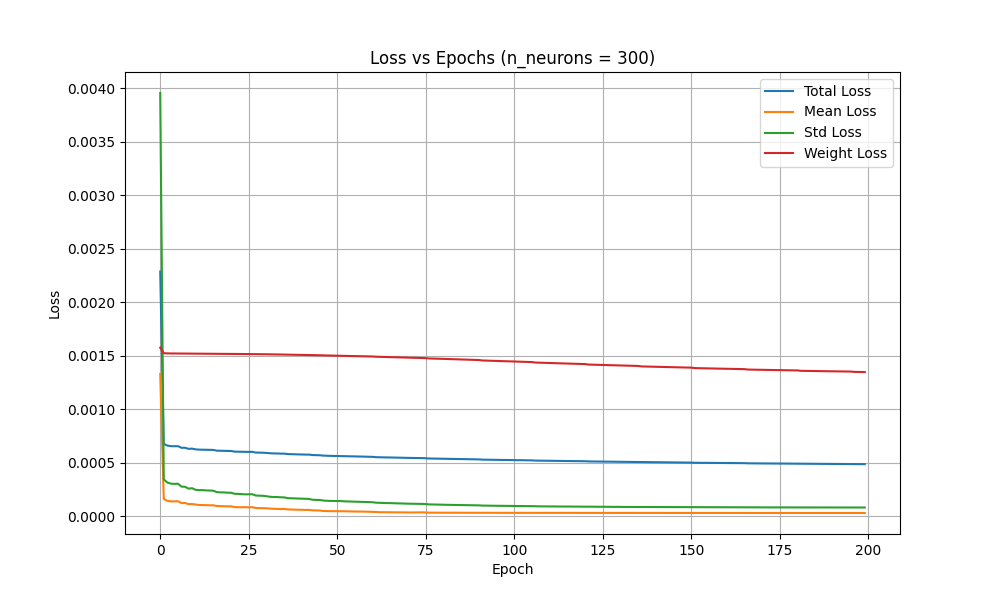 Loss vs Epochs (n_neurons = 300)
Total Loss
Mean Loss
Std Loss
Weight Loss
Loss
0.0040
0.0035
0.0030
0.0025
0.0020
0.0015
0.0010
0.0005
0.0000
0 25 50 75 100 125 150 175 200
Epoch